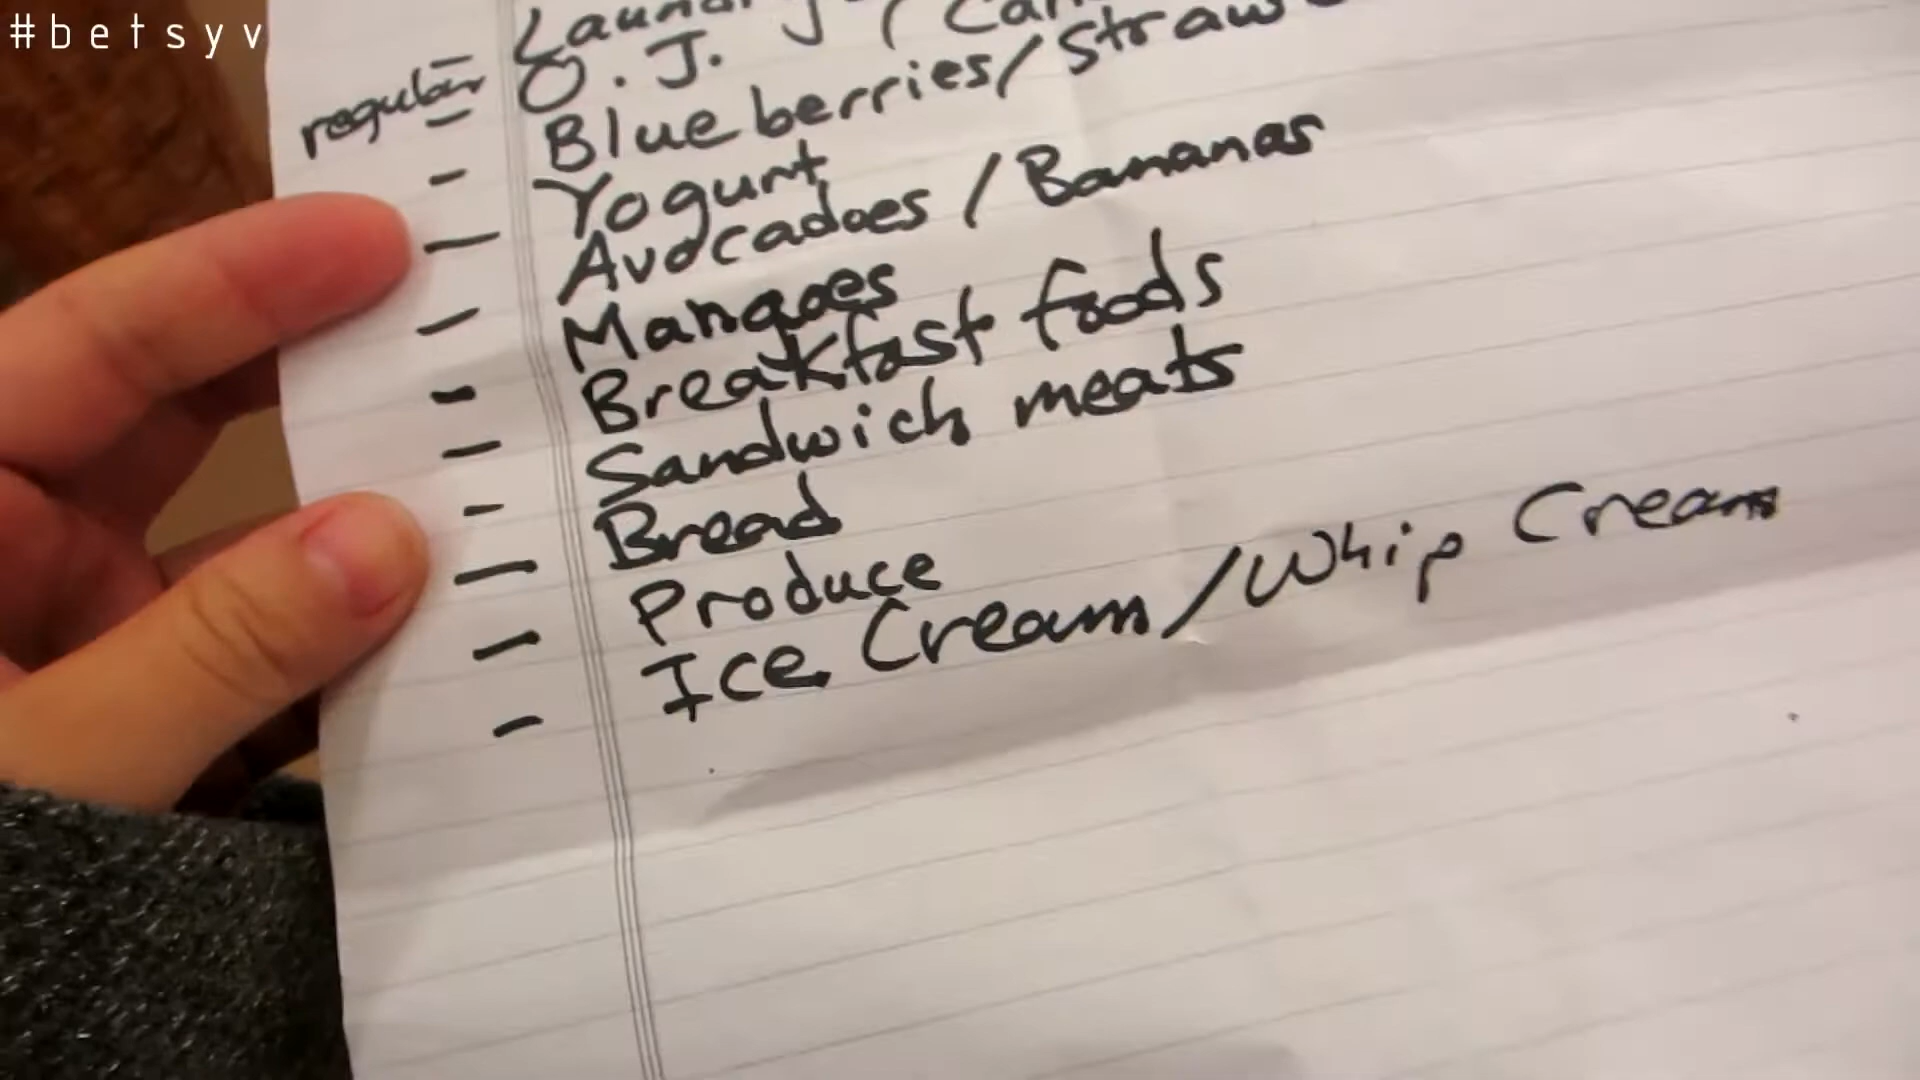 #betsyv
regular - O.J.
- Blueberries/
- Yogurt
- Avocadoes / Bananas
- Mangoes
- Breakfast foods
- Sandwich meats
- Bread
- Produce
- Ice Cream/Whip Cream